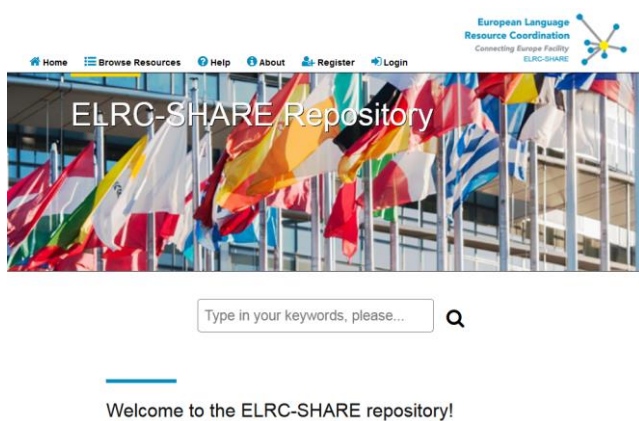 European Language
Resource Coordination
Connecting Europe Facility
ELRC-SHARE
Home Browse Resources Help About Register Login
ELRC-SHARE Repository
Type in your keywords, please...
Welcome to the ELRC-SHARE repository!